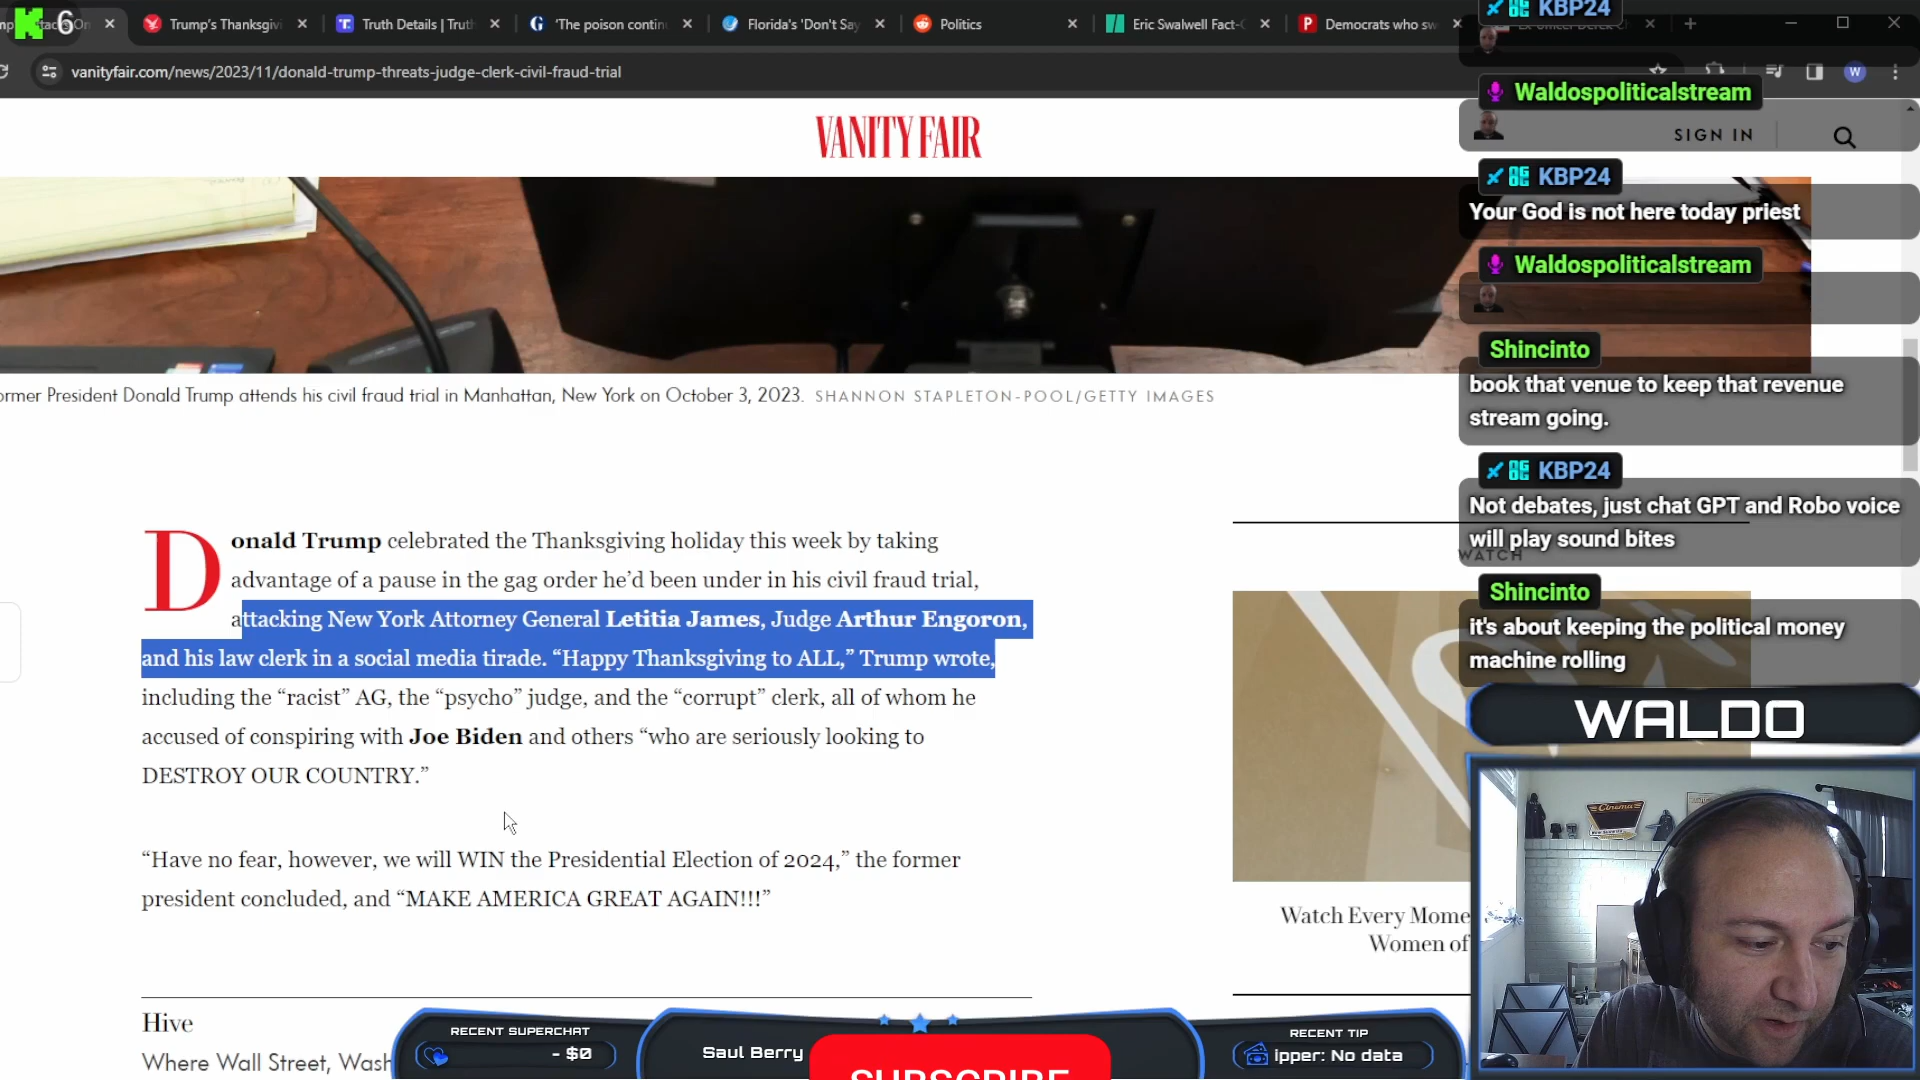 K 6
Trump's Thanksgivi
Truth Details | Trut
'The poison contin
Florida's 'Don't Say
Politics
Eric Swalwell Fact-C
Democrats who sw
vanityfair.com/news/2023/11/donald-trump-threats-judge-clerk-civil-fraud-trial
W
VANITY FAIR
SIGN IN
ormer President Donald Trump attends his civil fraud trial in Manhattan, New York on October 3, 2023. SHANNON STAPLETON-POOL/GETTY IMAGES
Donald Trump celebrated the Thanksgiving holiday this week by taking
advantage of a pause in the gag order he'd been under in his civil fraud trial,
attacking New York Attorney General Letitia James, Judge Arthur Engoron,
and his law clerk in a social media tirade. “Happy Thanksgiving to ALL,” Trump wrote,
including the “racist” AG, the “psycho” judge, and the “corrupt” clerk, all of whom he
accused of conspiring with Joe Biden and others “who are seriously looking to
DESTROY OUR COUNTRY.”
“Have no fear, however, we will WIN the Presidential Election of 2024,” the former
president concluded, and “MAKE AMERICA GREAT AGAIN!!!”
Hive
Where Wall Street, Wash
WATCH
Watch Every Mome
Women of
KBP24
Waldospoliticalstream
KBP24
Your God is not here today priest
Waldospoliticalstream
Shincinto
book that venue to keep that revenue
stream going.
KBP24
Not debates, just chat GPT and Robo voice
will play sound bites
Shincinto
it's about keeping the political money
machine rolling
WALDO
Cinema
RECENT SUPERCHAT
- $0
Saul Berry
SUBSCRIBE
RECENT TIP
ipper: No data